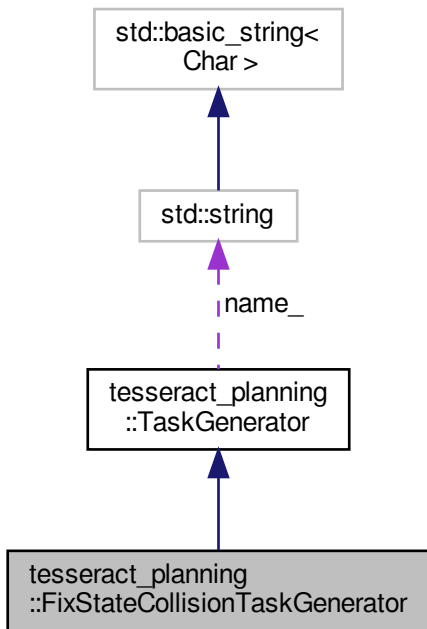 std::basic_string<
Char >
std::string
name_
tesseract_planning
::TaskGenerator
tesseract_planning
::FixStateCollisionTaskGenerator